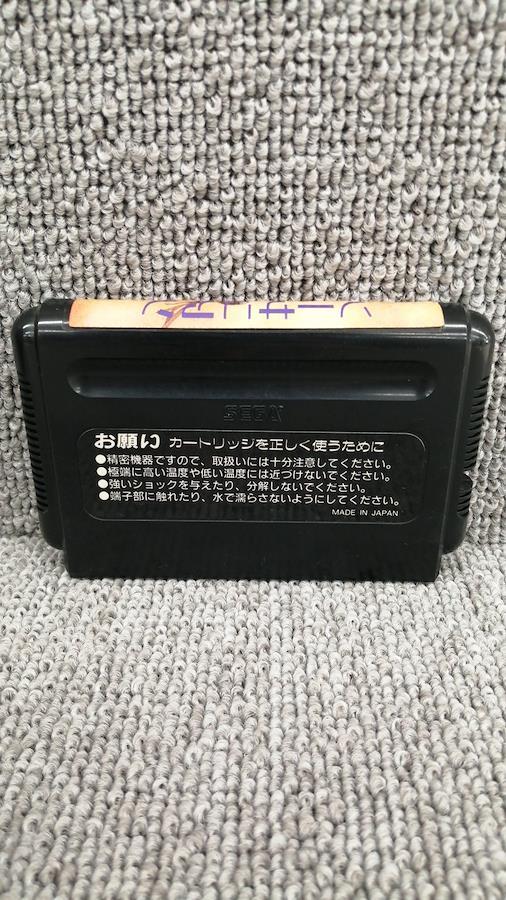 ソーサリアン
SEGA
お願い カートリッジを正しく使うために
●精密機器ですので、取扱いには十分注意してください。
●極端に高い温度や低い温度には近づけないでください。
●強いショックを与えたり、分解しないでください。
●端子部に触れたり、水で濡らさないようにしてください。
MADE IN JAPAN